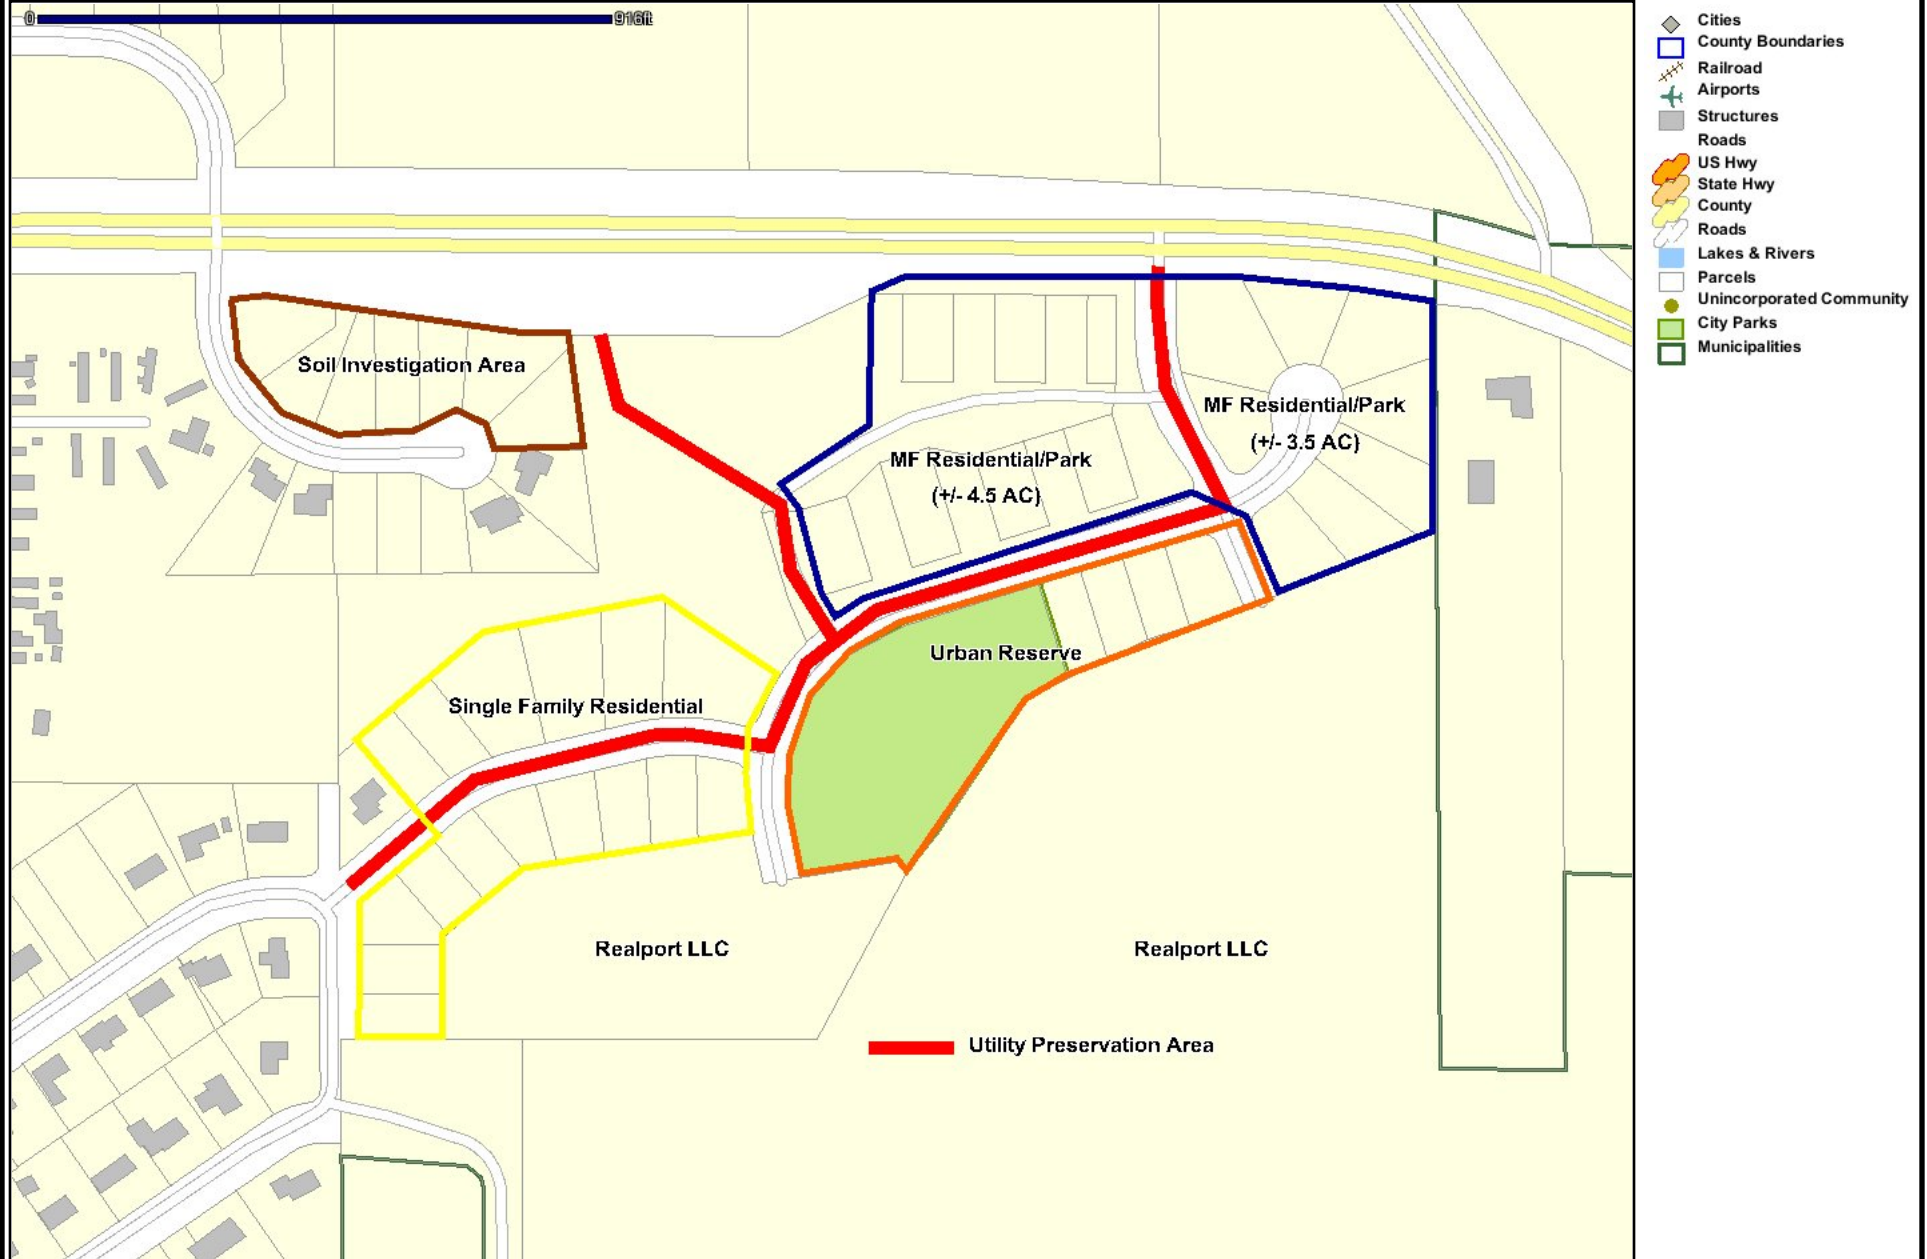 0 916ft
Cities
County Boundaries
Railroad
Airports
Structures
Roads
US Hwy
State Hwy
County
Roads
Lakes & Rivers
Parcels
Unincorporated Community
City Parks
Municipalities
Soil Investigation Area
MF Residential/Park
(+/- 3.5 AC)
MF Residential/Park
(+/- 4.5 AC)
Urban Reserve
Single Family Residential
Realport LLC
Realport LLC
Utility Preservation Area